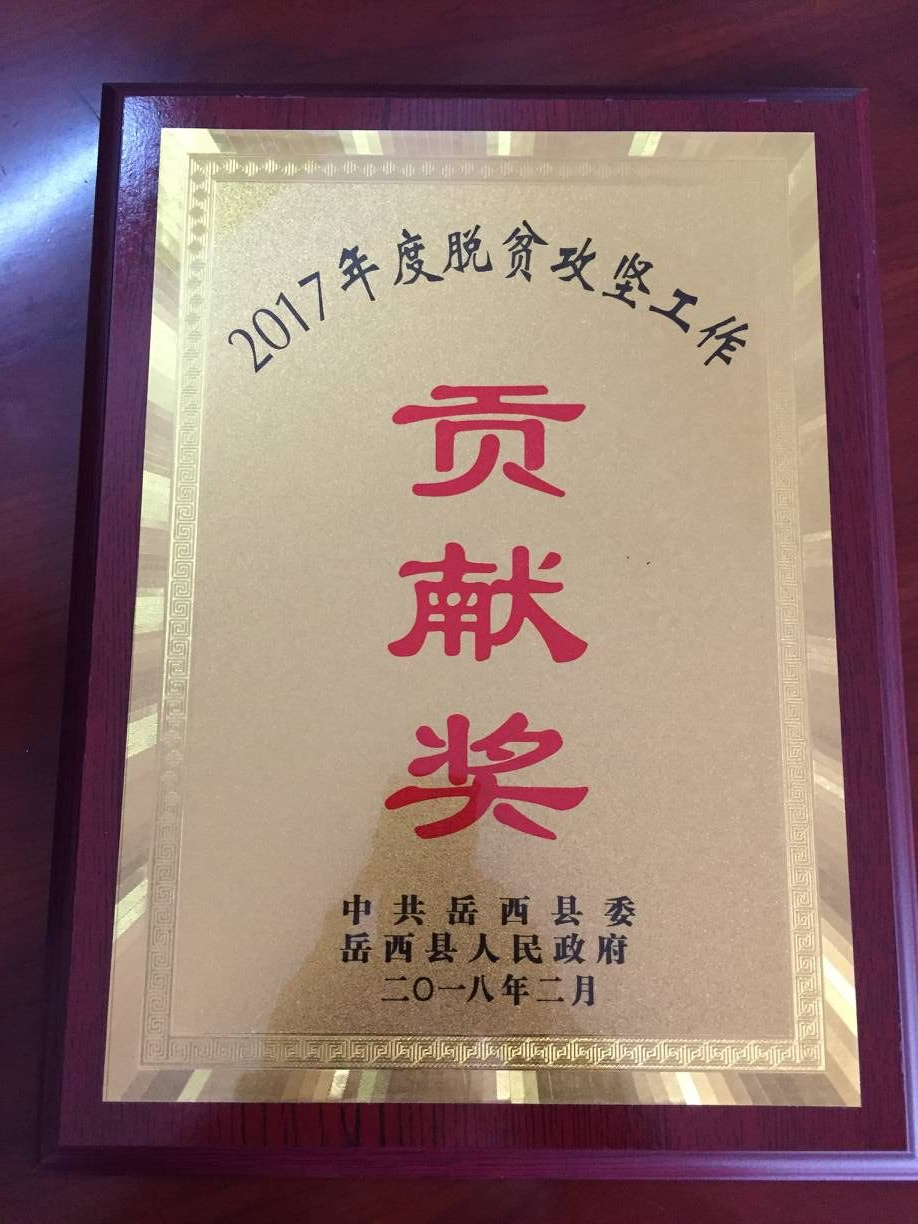 2017年度脱贫攻坚工作
贡
献
奖
中共岳西县委
岳西县人民政府
二〇一八年二月